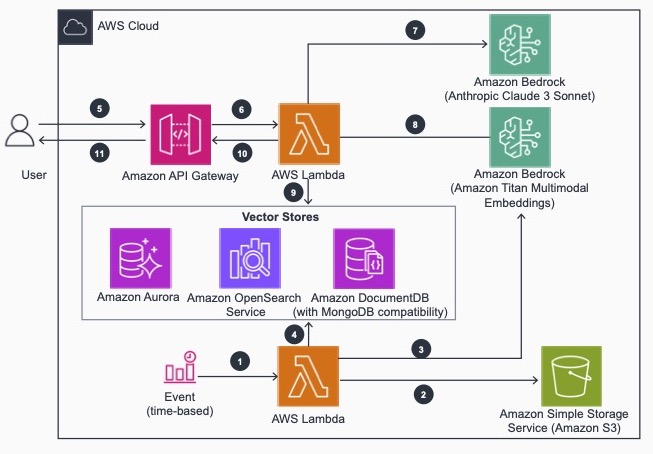 AWS Cloud
7
Amazon Bedrock
(Anthropic Claude 3 Sonnet)
5
6
8
11
10
User
Amazon API Gateway
AWS Lambda
Amazon Bedrock
(Amazon Titan Multimodal
Embeddings)
9
Vector Stores
Amazon Aurora
Amazon OpenSearch
Service
Amazon DocumentDB
(with MongoDB compatibility)
4
1
3
2
Event
(time-based)
AWS Lambda
Amazon Simple Storage
Service (Amazon S3)